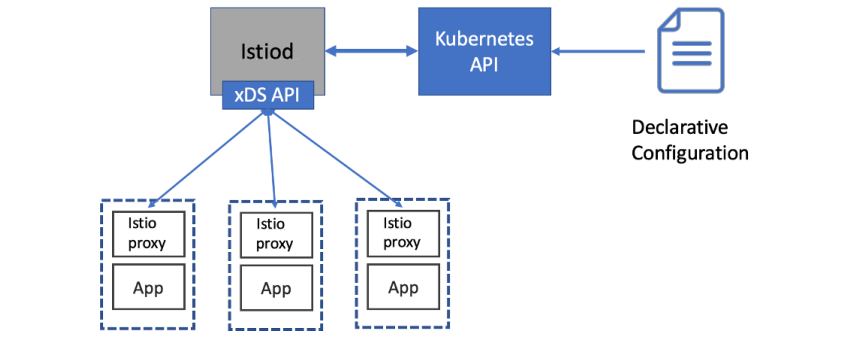 Istiod
xDS API
Kubernetes
API
Declarative
Configuration
Istio
proxy
App
Istio
proxy
App
Istio
proxy
App